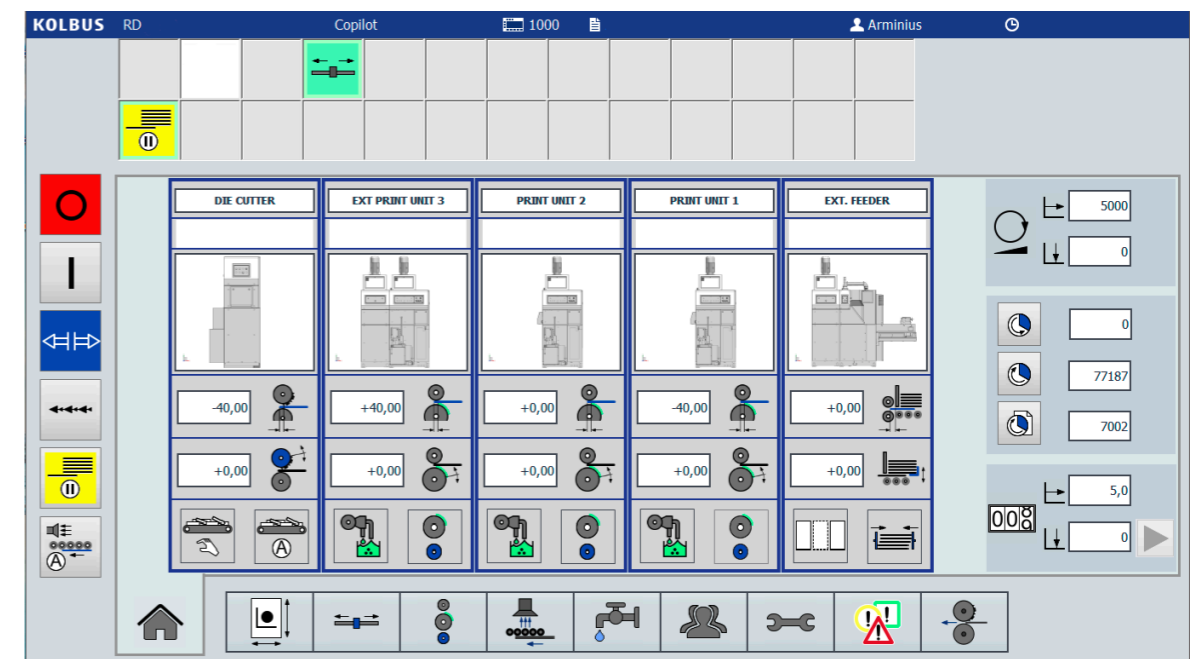 KOLBUS RD Copilot 1000 Arminius
DIE CUTTER EXT PRINT UNIT 3 PRINT UNIT 2 PRINT UNIT 1 EXT. FEEDER
5000
0
0
77187
-40,00 +40,00 +0,00 -40,00 +0,00
7002
+0,00 +0,00 +0,00 +0,00 +0,00
5,0
008
A
0
A